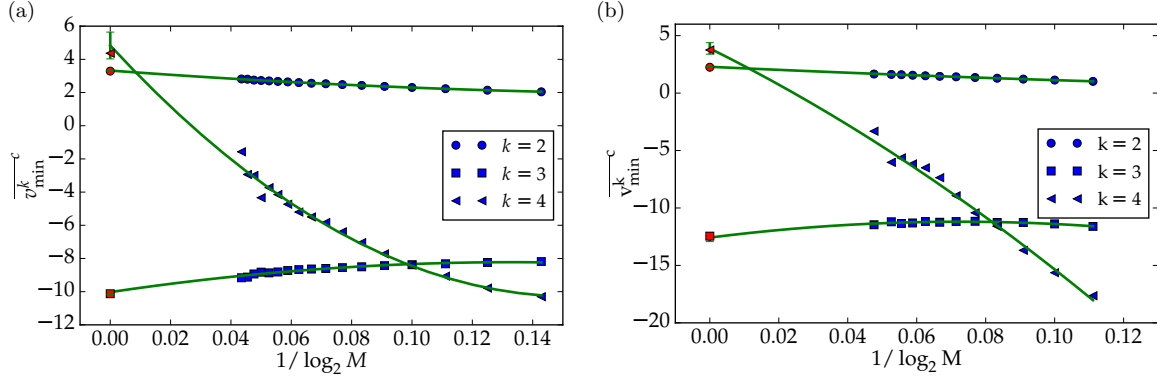 (a)
6
4
2
0
−2
−4
−6
−8
−10
−12
0.00 0.02 0.04 0.06 0.08 0.10 0.12 0.14
1/ log₂ M
v^k_min^c
k = 2
k = 3
k = 4
(b)
5
0
−5
−10
−15
−20
0.00 0.02 0.04 0.06 0.08 0.10 0.12
1/ log₂ M
v^k_min^c
k = 2
k = 3
k = 4